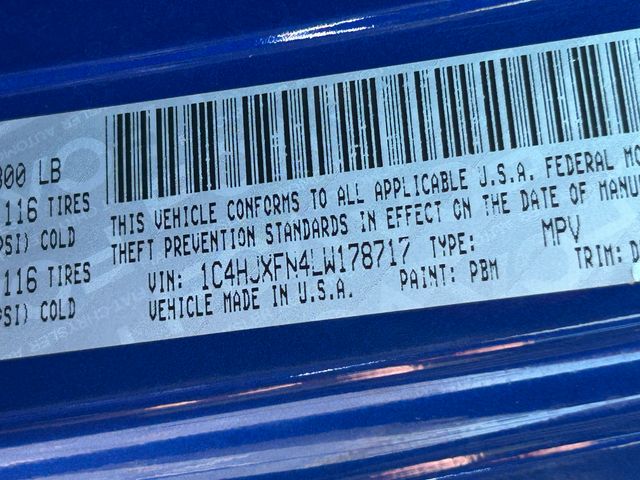 LB
116 TIRES
PSI) COLD
116 TIRES
PSI) COLD
THIS VEHICLE CONFORMS TO ALL APPLICABLE U.S.A. FEDERAL MO
THEFT PREVENTION STANDARDS IN EFFECT ON THE DATE OF MANU
VIN: 1C4HJXFN4LW178717 TYPE: MPV
VEHICLE MADE IN U.S.A. PAINT: PBM TRIM: D